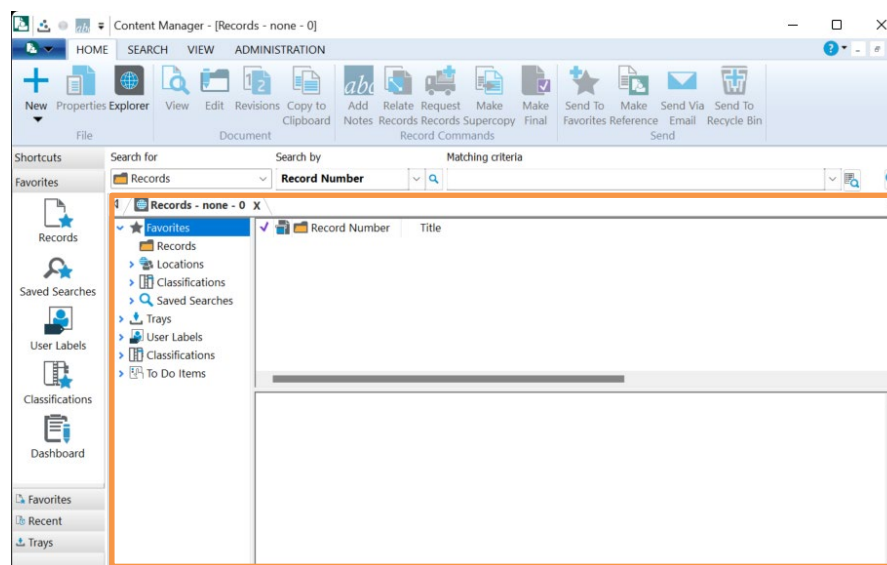 Content Manager - [Records - none - 0]
HOME SEARCH VIEW ADMINISTRATION
New Properties Explorer View Edit Revisions Copy to Clipboard Add Notes Relate Records Request Records Make Supercopy Make Final Send To Favorites Make Reference Send Via Email Send To Recycle Bin
File Document Record Commands Send
Shortcuts Search for Search by Matching criteria
Favorites Records Record Number
Records - none - 0 X
Records
Saved Searches
User Labels
Classifications
Dashboard
Favorites
Recent
Trays
Favorites
Records
Locations
Classifications
Saved Searches
Trays
User Labels
Classifications
To Do Items
Record Number Title